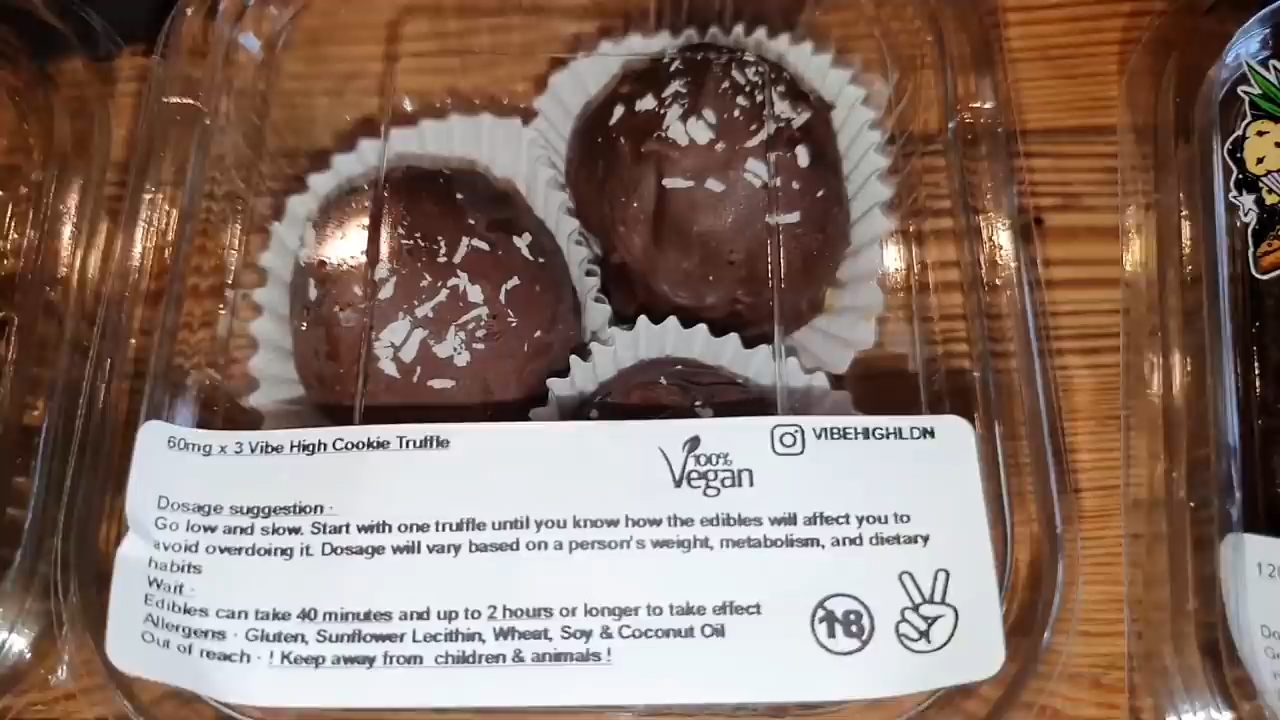 60mg x 3 Vibe High Cookie Truffle
100%
Vegan
VIBEHIGHLDN
Dosage suggestion ·
Go low and slow. Start with one truffle until you know how the edibles will affect you to
avoid overdoing it. Dosage will vary based on a person's weight, metabolism, and dietary
habits
Wait ·
Edibles can take 40 minutes and up to 2 hours or longer to take effect
Allergens · Gluten, Sunflower Lecithin, Wheat, Soy & Coconut Oil
Out of reach · ! Keep away from children & animals !
18